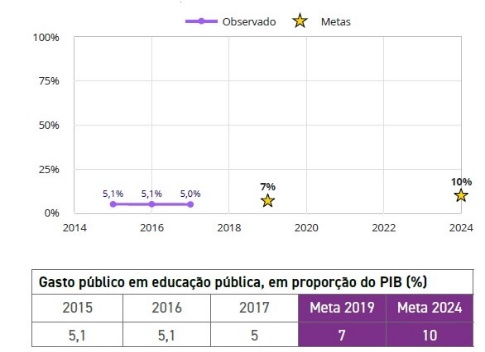 Observado Metas
100%
75%
50%
25%
0%
5,1% 5,1% 5,0%
7%
10%
2014 2016 2018 2020 2022 2024
Gasto público em educação pública, em proporção do PIB (%)
2015 2016 2017 Meta 2019 Meta 2024
5,1 5,1 5 7 10